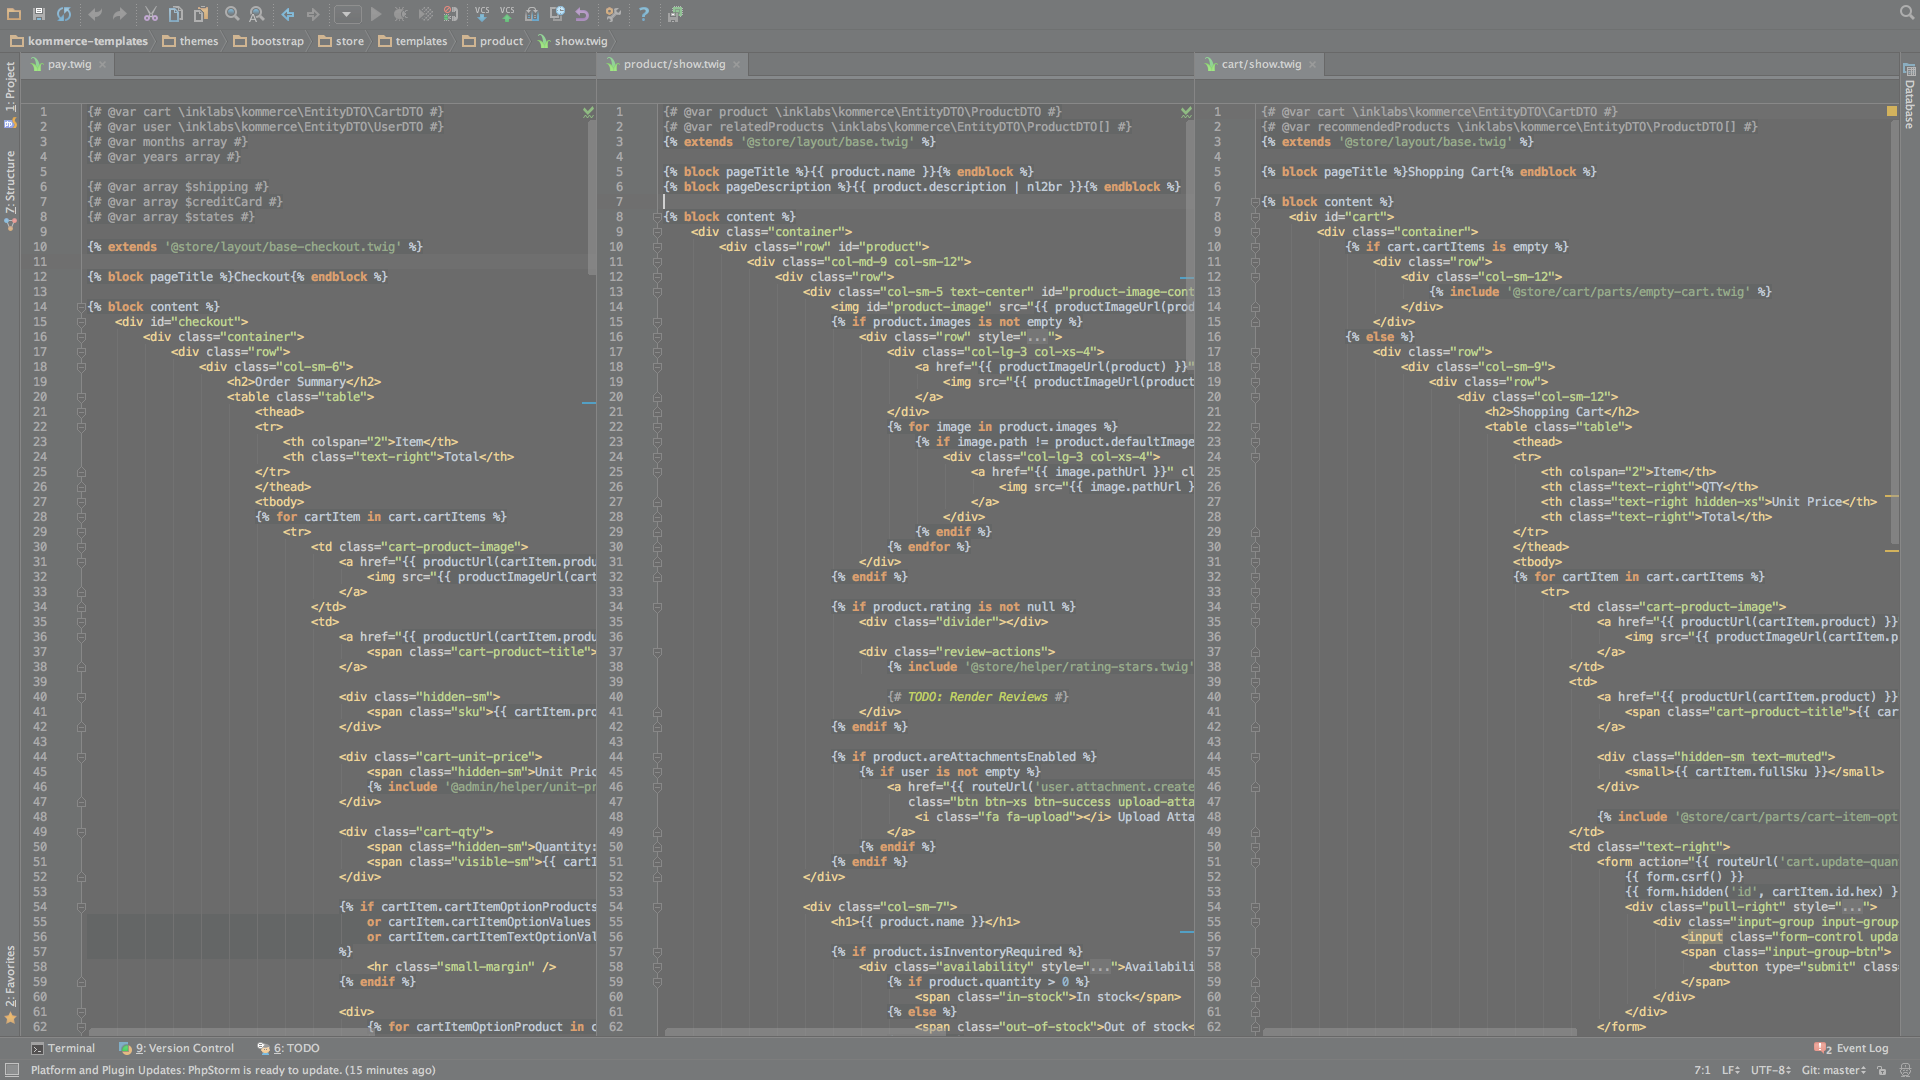 kommerce-templates themes bootstrap store templates product show.twig
pay.twig
product/show.twig
cart/show.twig
1: Project
Z: Structure
2: Favorites
Database
1 {# @var cart \inklabs\kommerce\EntityDTO\CartDTO #}
2 {# @var user \inklabs\kommerce\EntityDTO\UserDTO #}
3 {# @var months array #}
4 {# @var years array #}
5
6 {# @var array $shipping #}
7 {# @var array $creditCard #}
8 {# @var array $states #}
9
10 {% extends '@store/layout/base-checkout.twig' %}
11
12 {% block pageTitle %}Checkout{% endblock %}
13
14 {% block content %}
15 <div id="checkout">
16 <div class="container">
17 <div class="row">
18 <div class="col-sm-6">
19 <h2>Order Summary</h2>
20 <table class="table">
21 <thead>
22 <tr>
23 <th colspan="2">Item</th>
24 <th class="text-right">Total</th>
25 </tr>
26 </thead>
27 <tbody>
28 {% for cartItem in cart.cartItems %}
29 <tr>
30 <td class="cart-product-image">
31 <a href="{{ productUrl(cartItem.produ
32 <img src="{{ productImageUrl(cart
33 </a>
34 </td>
35 <td>
36 <a href="{{ productUrl(cartItem.produ
37 <span class="cart-product-title">
38 </a>
39
40 <div class="hidden-sm">
41 <span class="sku">{{ cartItem.pro
42 </div>
43
44 <div class="cart-unit-price">
45 <span class="hidden-sm">Unit Pric
46 {% include '@admin/helper/unit-pr
47 </div>
48
49 <div class="cart-qty">
50 <span class="hidden-sm">Quantity:
51 <span class="visible-sm">{{ cartI
52 </div>
53
54 {% if cartItem.cartItemOptionProducts
55 or cartItem.cartItemOptionValues
56 or cartItem.cartItemTextOptionVal
57 %}
58 <hr class="small-margin" />
59 {% endif %}
60
61 <div>
62 {% for cartItemOptionProduct in c
1 {# @var product \inklabs\kommerce\EntityDTO\ProductDTO #}
2 {# @var relatedProducts \inklabs\kommerce\EntityDTO\ProductDTO[] #}
3 {% extends '@store/layout/base.twig' %}
4
5 {% block pageTitle %}{{ product.name }}{% endblock %}
6 {% block pageDescription %}{{ product.description | nl2br }}{% endblock %}
7
8 {% block content %}
9 <div class="container">
10 <div class="row" id="product">
11 <div class="col-md-9 col-sm-12">
12 <div class="row">
13 <div class="col-sm-5 text-center" id="product-image-cont
14 <img id="product-image" src="{{ productImageUrl(prod
15 {% if product.images is not empty %}
16 <div class="row" style="...">
17 <div class="col-lg-3 col-xs-4">
18 <a href="{{ productImageUrl(product) }}"
19 <img src="{{ productImageUrl(product
20 </a>
21 </div>
22 {% for image in product.images %}
23 {% if image.path != product.defaultImage
24 <div class="col-lg-3 col-xs-4">
25 <a href="{{ image.pathUrl }}" cl
26 <img src="{{ image.pathUrl }
27 </a>
28 </div>
29 {% endif %}
30 {% endfor %}
31 </div>
32 {% endif %}
33
34 {% if product.rating is not null %}
35 <div class="divider"></div>
36
37 <div class="review-actions">
38 {% include '@store/helper/rating-stars.twig'
39
40 {# TODO: Render Reviews #}
41 </div>
42 {% endif %}
43
44 {% if product.areAttachmentsEnabled %}
45 {% if user is not empty %}
46 <a href="{{ routeUrl('user.attachment.create
47 class="btn btn-xs btn-success upload-atta
48 <i class="fa fa-upload"></i> Upload Atta
49 </a>
50 {% endif %}
51 {% endif %}
52 </div>
53
54 <div class="col-sm-7">
55 <h1>{{ product.name }}</h1>
56
57 {% if product.isInventoryRequired %}
58 <div class="availability" style="...">Availabili
59 {% if product.quantity > 0 %}
60 <span class="in-stock">In stock</span>
61 {% else %}
62 <span class="out-of-stock">Out of stock<
1 {# @var cart \inklabs\kommerce\EntityDTO\CartDTO #}
2 {# @var recommendedProducts \inklabs\kommerce\EntityDTO\ProductDTO[] #}
3 {% extends '@store/layout/base.twig' %}
4
5 {% block pageTitle %}Shopping Cart{% endblock %}
6
7 {% block content %}
8 <div id="cart">
9 <div class="container">
10 {% if cart.cartItems is empty %}
11 <div class="row">
12 <div class="col-sm-12">
13 {% include '@store/cart/parts/empty-cart.twig' %}
14 </div>
15 </div>
16 {% else %}
17 <div class="row">
18 <div class="col-sm-9">
19 <div class="row">
20 <div class="col-sm-12">
21 <h2>Shopping Cart</h2>
22 <table class="table">
23 <thead>
24 <tr>
25 <th colspan="2">Item</th>
26 <th class="text-right">QTY</th>
27 <th class="text-right hidden-xs">Unit Price</th>
28 <th class="text-right">Total</th>
29 </tr>
30 </thead>
31 <tbody>
32 {% for cartItem in cart.cartItems %}
33 <tr>
34 <td class="cart-product-image">
35 <a href="{{ productUrl(cartItem.product) }}
36 <img src="{{ productImageUrl(cartItem.p
37 </a>
38 </td>
39 <td>
40 <a href="{{ productUrl(cartItem.product) }}
41 <span class="cart-product-title">{{ car
42 </a>
43
44 <div class="hidden-sm text-muted">
45 <small>{{ cartItem.fullSku }}</small>
46 </div>
47
48 {% include '@store/cart/parts/cart-item-opt
49 </td>
50 <td class="text-right">
51 <form action="{{ routeUrl('cart.update-quan
52 {{ form.csrf() }}
53 {{ form.hidden('id', cartItem.id.hex) }
54 <div class="pull-right" style="...">
55 <div class="input-group input-group-
56 <input class="form-control upda
57 <span class="input-group-btn">
58 <button type="submit" class
59 </span>
60 </div>
61 </div>
62 </form>
Terminal 9: Version Control 6: TODO
2 Event Log
Platform and Plugin Updates: PhpStorm is ready to update. (15 minutes ago)
7:1 LF UTF-8 Git: master